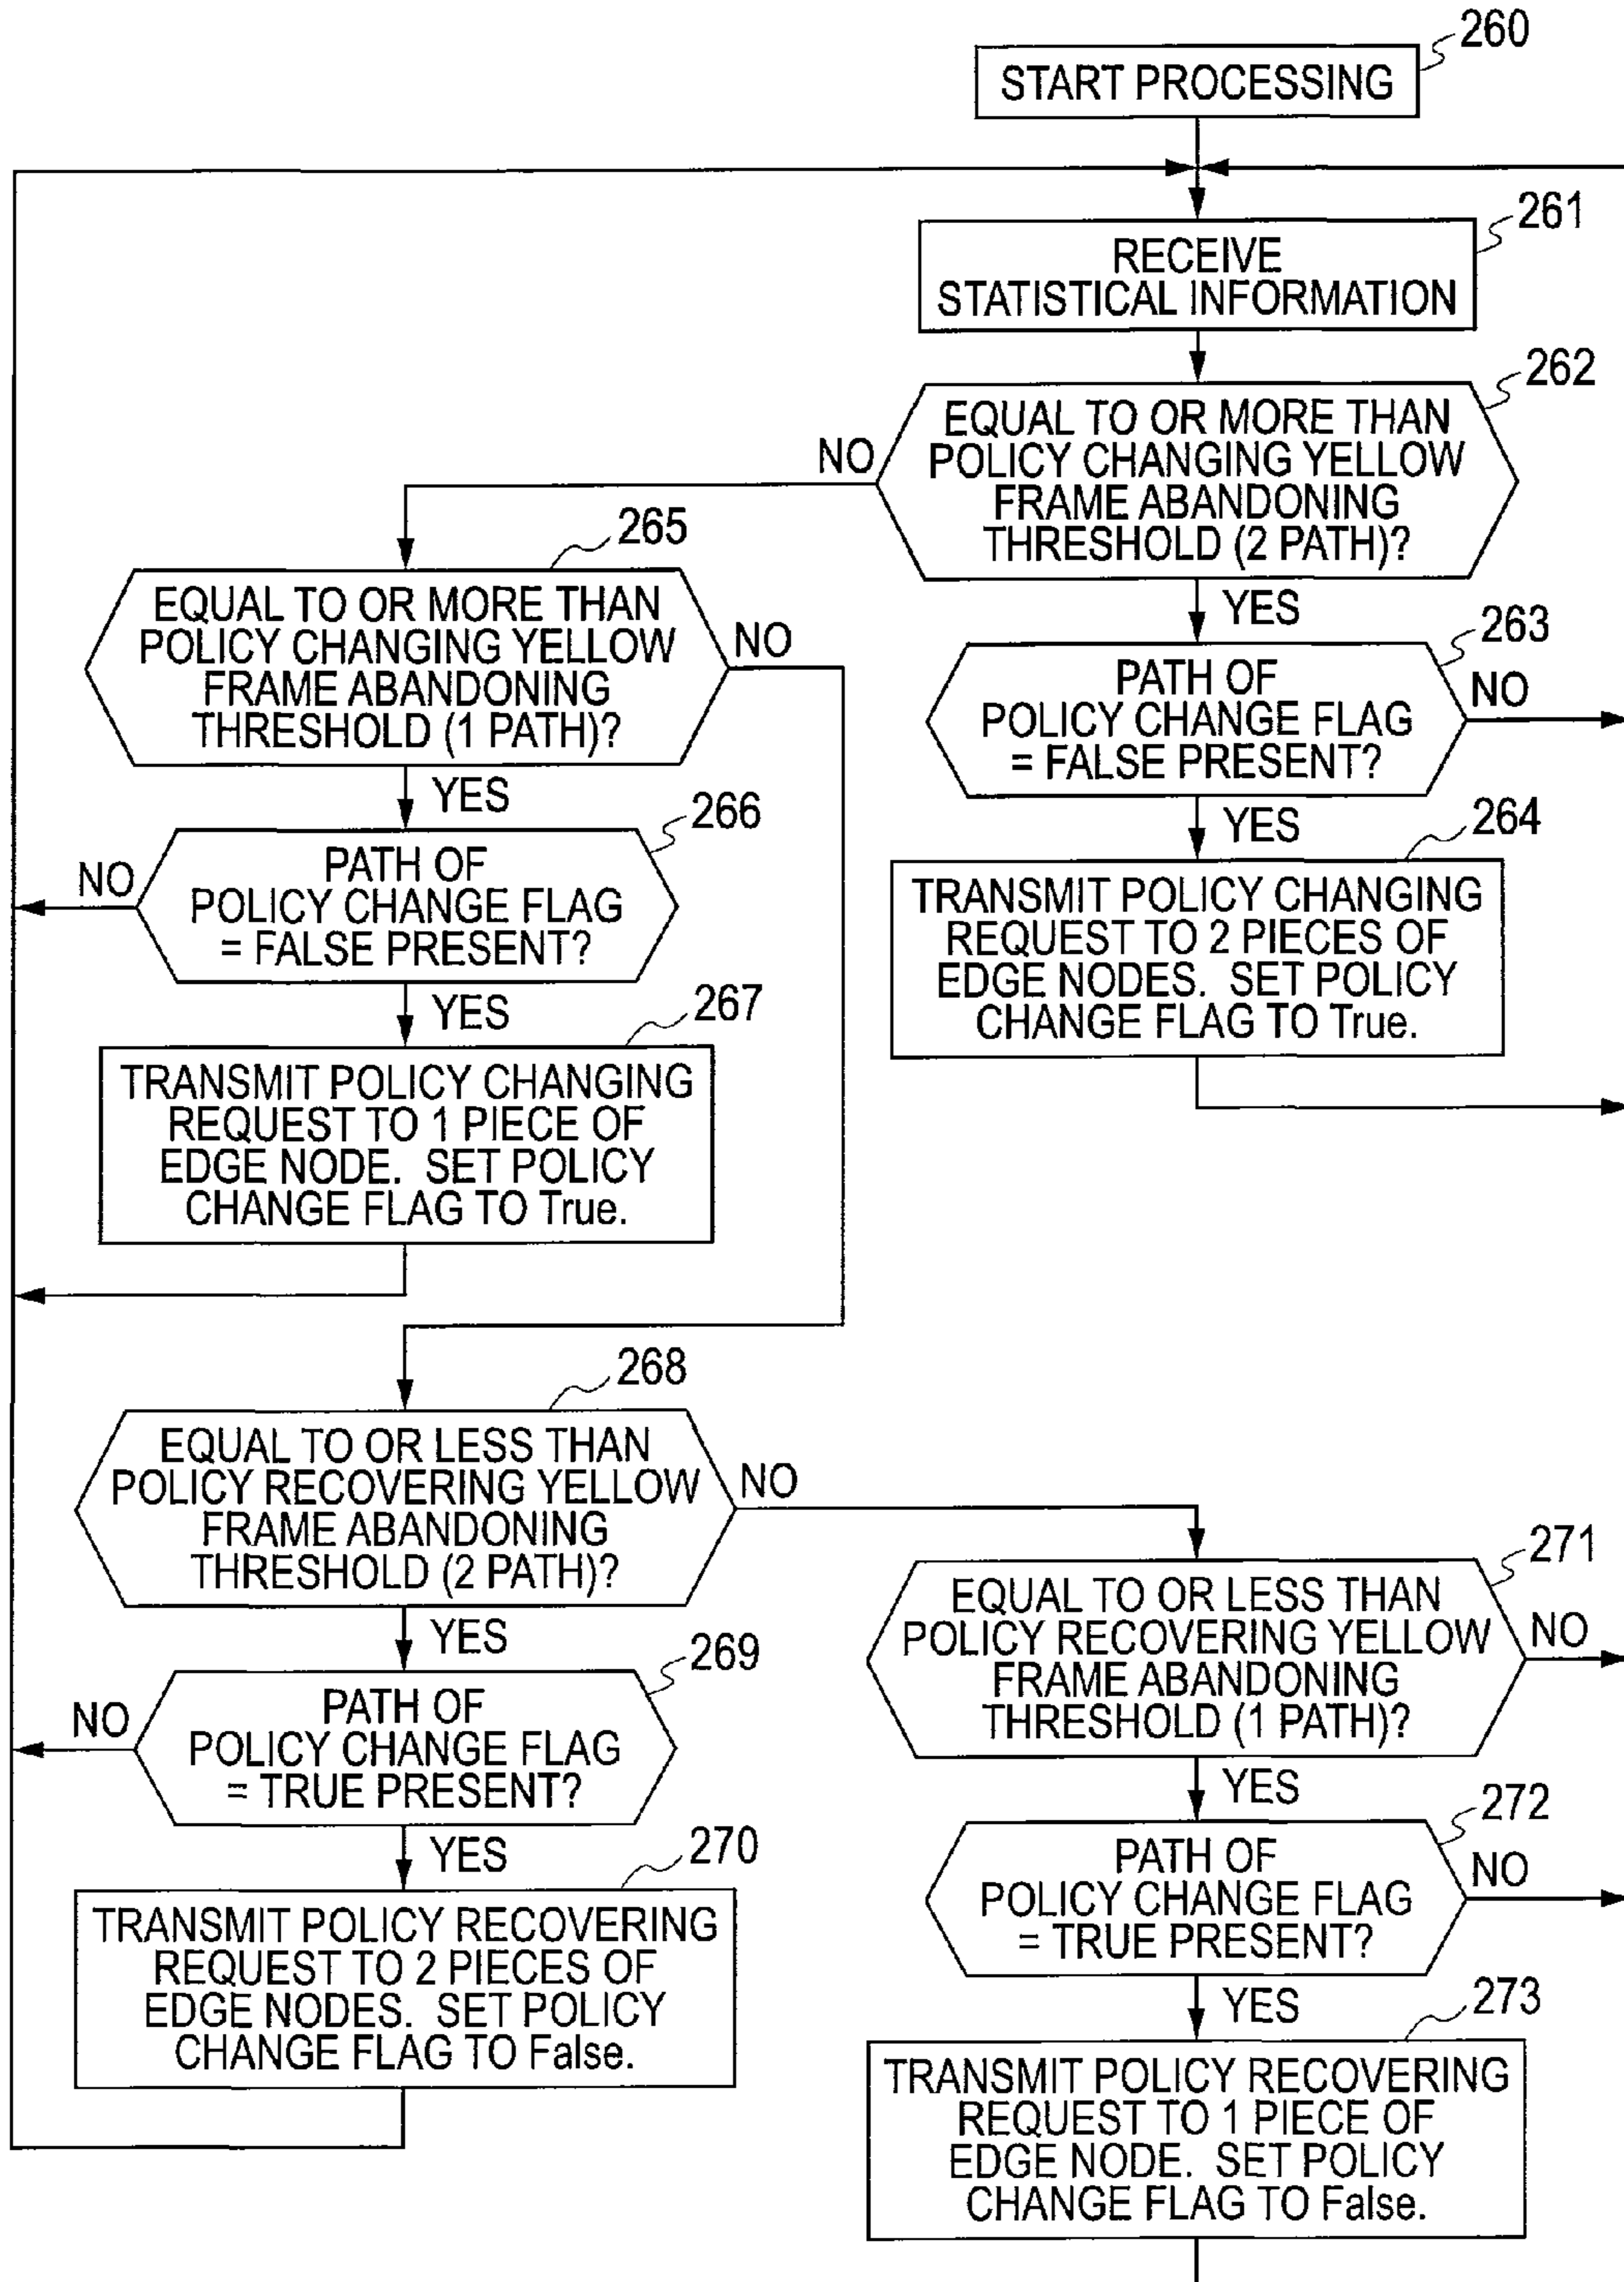 260
START PROCESSING
261
RECEIVE
STATISTICAL INFORMATION
262
EQUAL TO OR MORE THAN
POLICY CHANGING YELLOW
FRAME ABANDONING
THRESHOLD (2 PATH)?
NO
YES
263
PATH OF
POLICY CHANGE FLAG
= FALSE PRESENT?
NO
YES
264
TRANSMIT POLICY CHANGING
REQUEST TO 2 PIECES OF
EDGE NODES. SET POLICY
CHANGE FLAG TO True.
265
EQUAL TO OR MORE THAN
POLICY CHANGING YELLOW
FRAME ABANDONING
THRESHOLD (1 PATH)?
NO
YES
266
PATH OF
POLICY CHANGE FLAG
= FALSE PRESENT?
NO
YES
267
TRANSMIT POLICY CHANGING
REQUEST TO 1 PIECE OF
EDGE NODE. SET POLICY
CHANGE FLAG TO True.
268
EQUAL TO OR LESS THAN
POLICY RECOVERING YELLOW
FRAME ABANDONING
THRESHOLD (2 PATH)?
NO
YES
269
PATH OF
POLICY CHANGE FLAG
= TRUE PRESENT?
NO
YES
270
TRANSMIT POLICY RECOVERING
REQUEST TO 2 PIECES OF
EDGE NODES. SET POLICY
CHANGE FLAG TO False.
271
EQUAL TO OR LESS THAN
POLICY RECOVERING YELLOW
FRAME ABANDONING
THRESHOLD (1 PATH)?
NO
YES
272
PATH OF
POLICY CHANGE FLAG
= TRUE PRESENT?
NO
YES
273
TRANSMIT POLICY RECOVERING
REQUEST TO 1 PIECE OF
EDGE NODE. SET POLICY
CHANGE FLAG TO False.